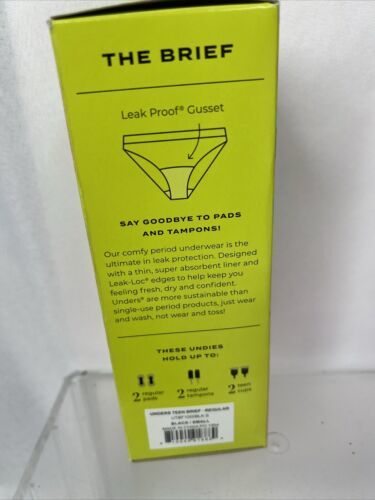 THE BRIEF
Leak Proof® Gusset
SAY GOODBYE TO PADS
AND TAMPONS!
Our comfy period underwear is the
ultimate in leak protection. Designed
with a thin, super absorbent liner and
Leak-Loc® edges to help keep you
feeling fresh, dry and confident.
Unders® are more sustainable than
single-use period products, just wear
and wash, not wear and toss!
THESE UNDIES
HOLD UP TO:
2 regular pads
2 regular tampons
2 teen cups
UNDERS TEEN BRIEF - REGULAR
BLACK / SMALL